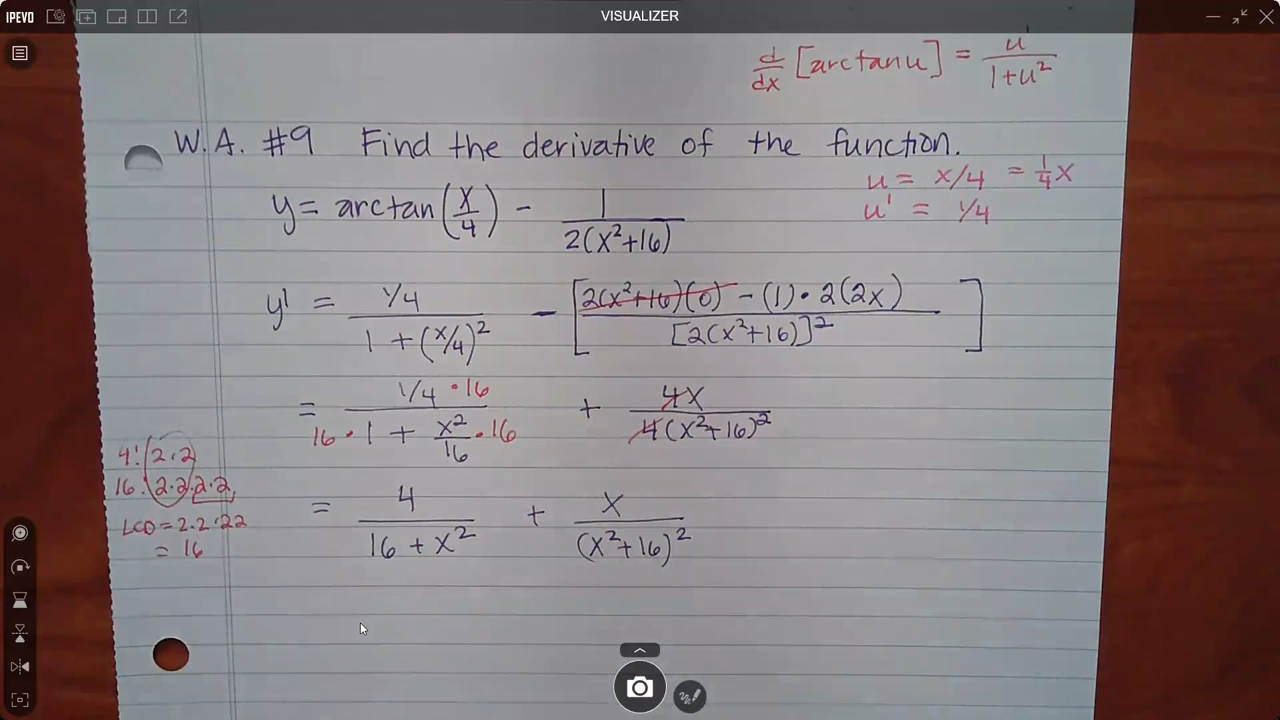 IPEVO VISUALIZER
d/dx [arctan u] = u'/(1+u²)
W.A. #9 Find the derivative of the function.
u = x/4 = 1/4 x
u' = 1/4
y = arctan(x/4) - 1/(2(x²+16))
y' = (1/4)/(1 + (x/4)²) - [(2(x²+16)(0) - (1)·2(2x))/[2(x²+16)]²]
= (1/4 · 16)/(16 · 1 + x²/16 · 16) + 4x/(4(x²+16)²)
4: 2·2
16: 2·2·2·2
LCD = 2·2·22
= 16
= 4/(16 + x²) + x/(x²+16)²